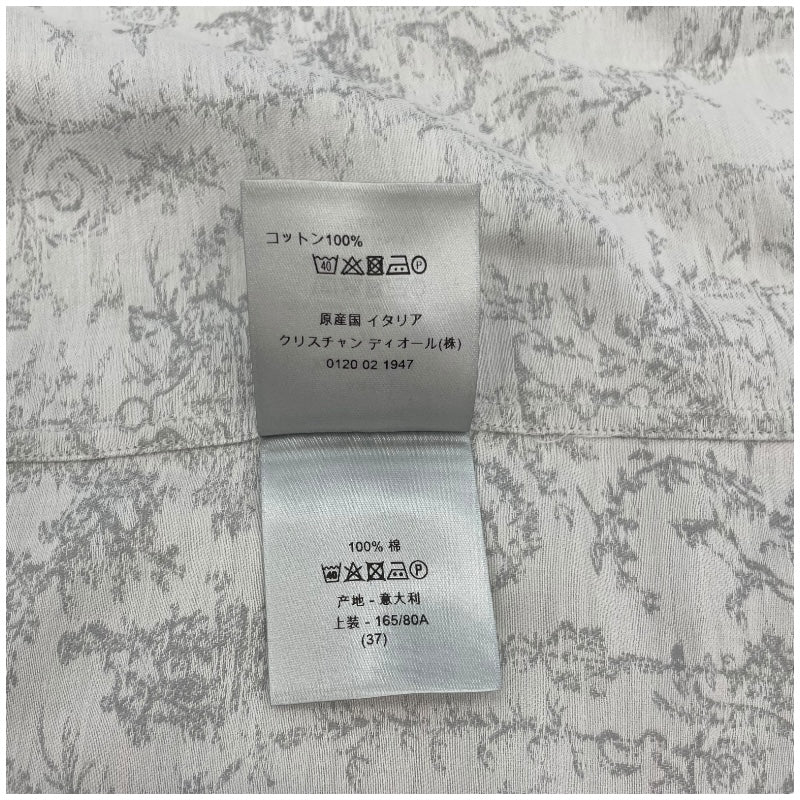 コットン100%
40 P
原産国 イタリア
クリスチャン ディオール(株)
0120 02 1947
100% 棉
40 P
产地 - 意大利
上装 - 165/80A
(37)